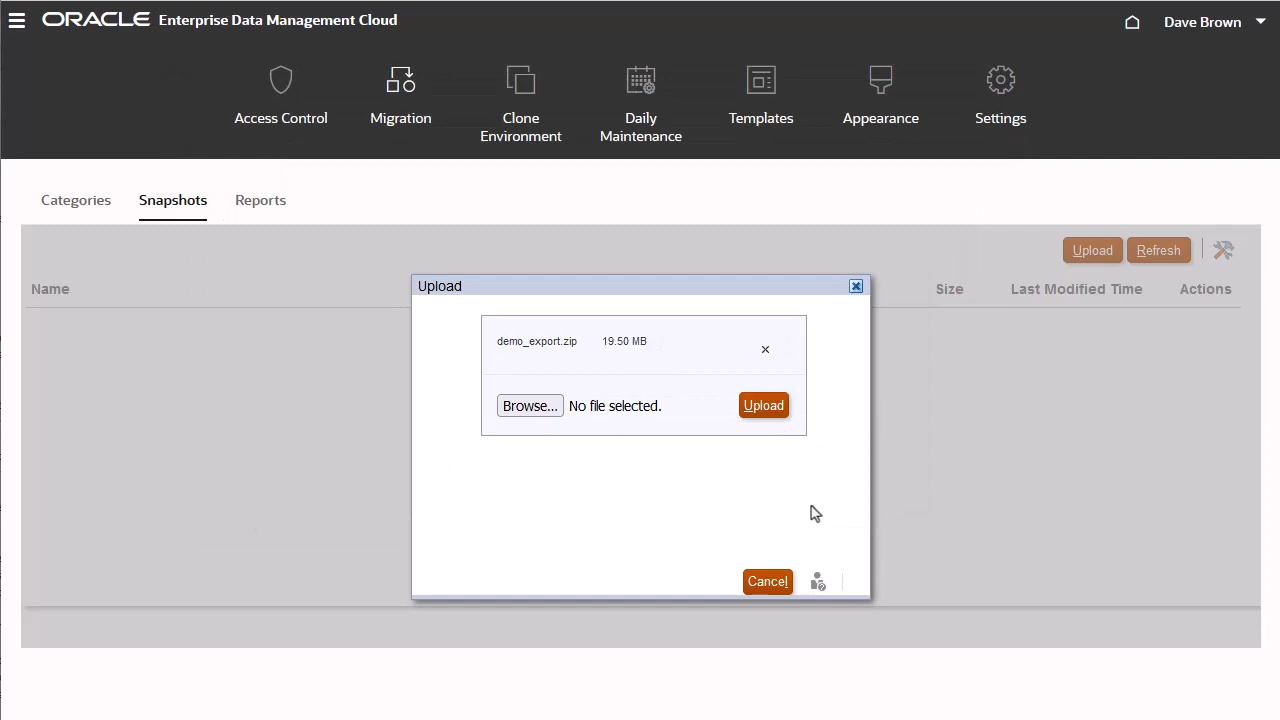 ORACLE Enterprise Data Management Cloud
Dave Brown
Access Control
Migration
Clone
Environment
Daily
Maintenance
Templates
Appearance
Settings
Categories
Snapshots
Reports
Upload
Refresh
Name
Size
Last Modified Time
Actions
Upload
demo_export.zip 19.50 MB
Browse... No file selected.
Upload
Cancel